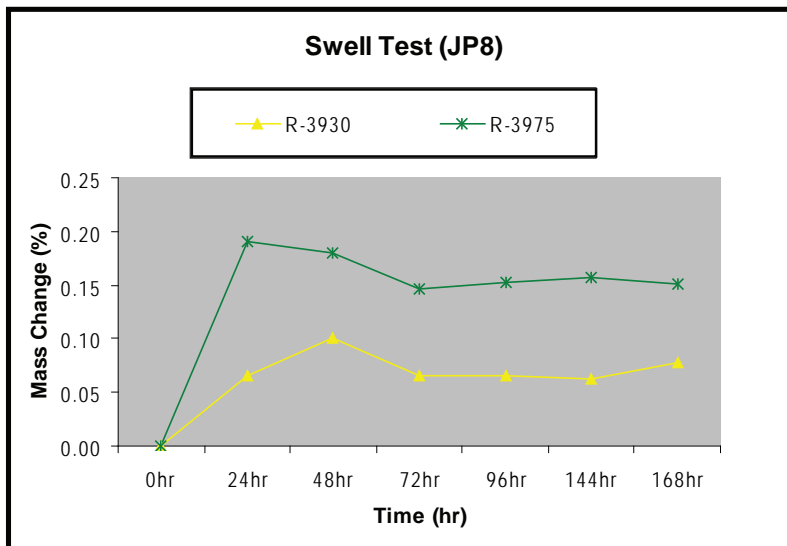 Swell Test (JP8)
R-3930 R-3975
Mass Change (%)
0.25
0.20
0.15
0.10
0.05
0.00
0hr 24hr 48hr 72hr 96hr 144hr 168hr
Time (hr)